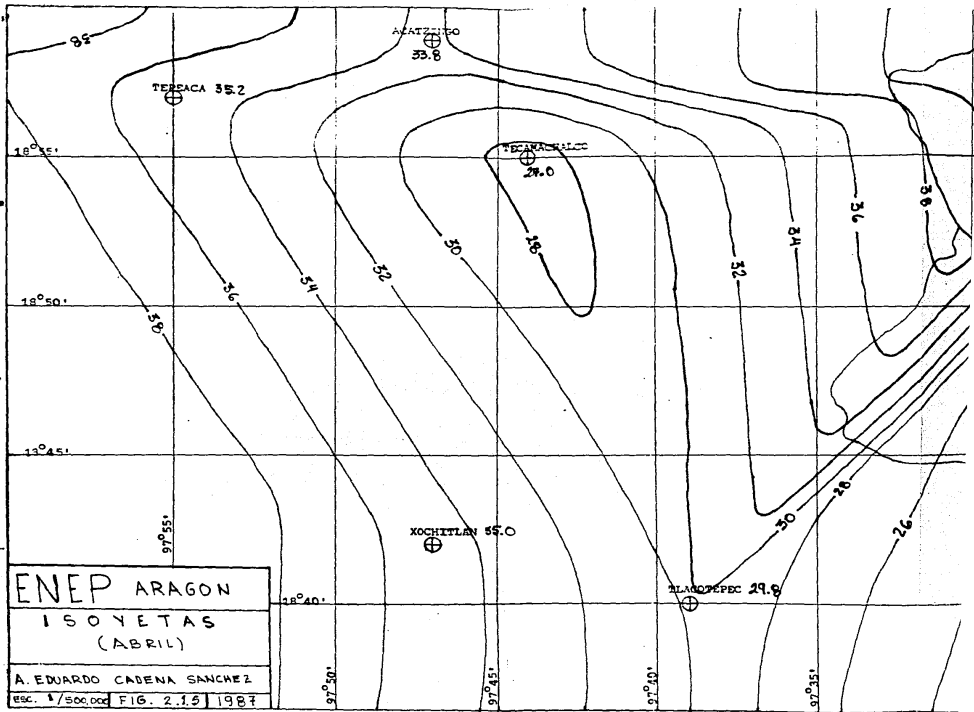 38
ACATZINGO
33.8
TEPEACA 35.2
18°55'
TECAMACHALCO
27.0
38
36
34
30
28
32
36
34
32
18°50'
38
13°45'
97°55'
XOCHITLAN 35.0
28
30
26
TLACOTEPEC 29.8
18°40'
97°50'
97°45'
97°40'
97°35'
ENEP ARAGON
ISOYETAS
(ABRIL)
A. EDUARDO CADENA SANCHEZ
ESC. 1/500,000 FIG. 2.1.5 1987